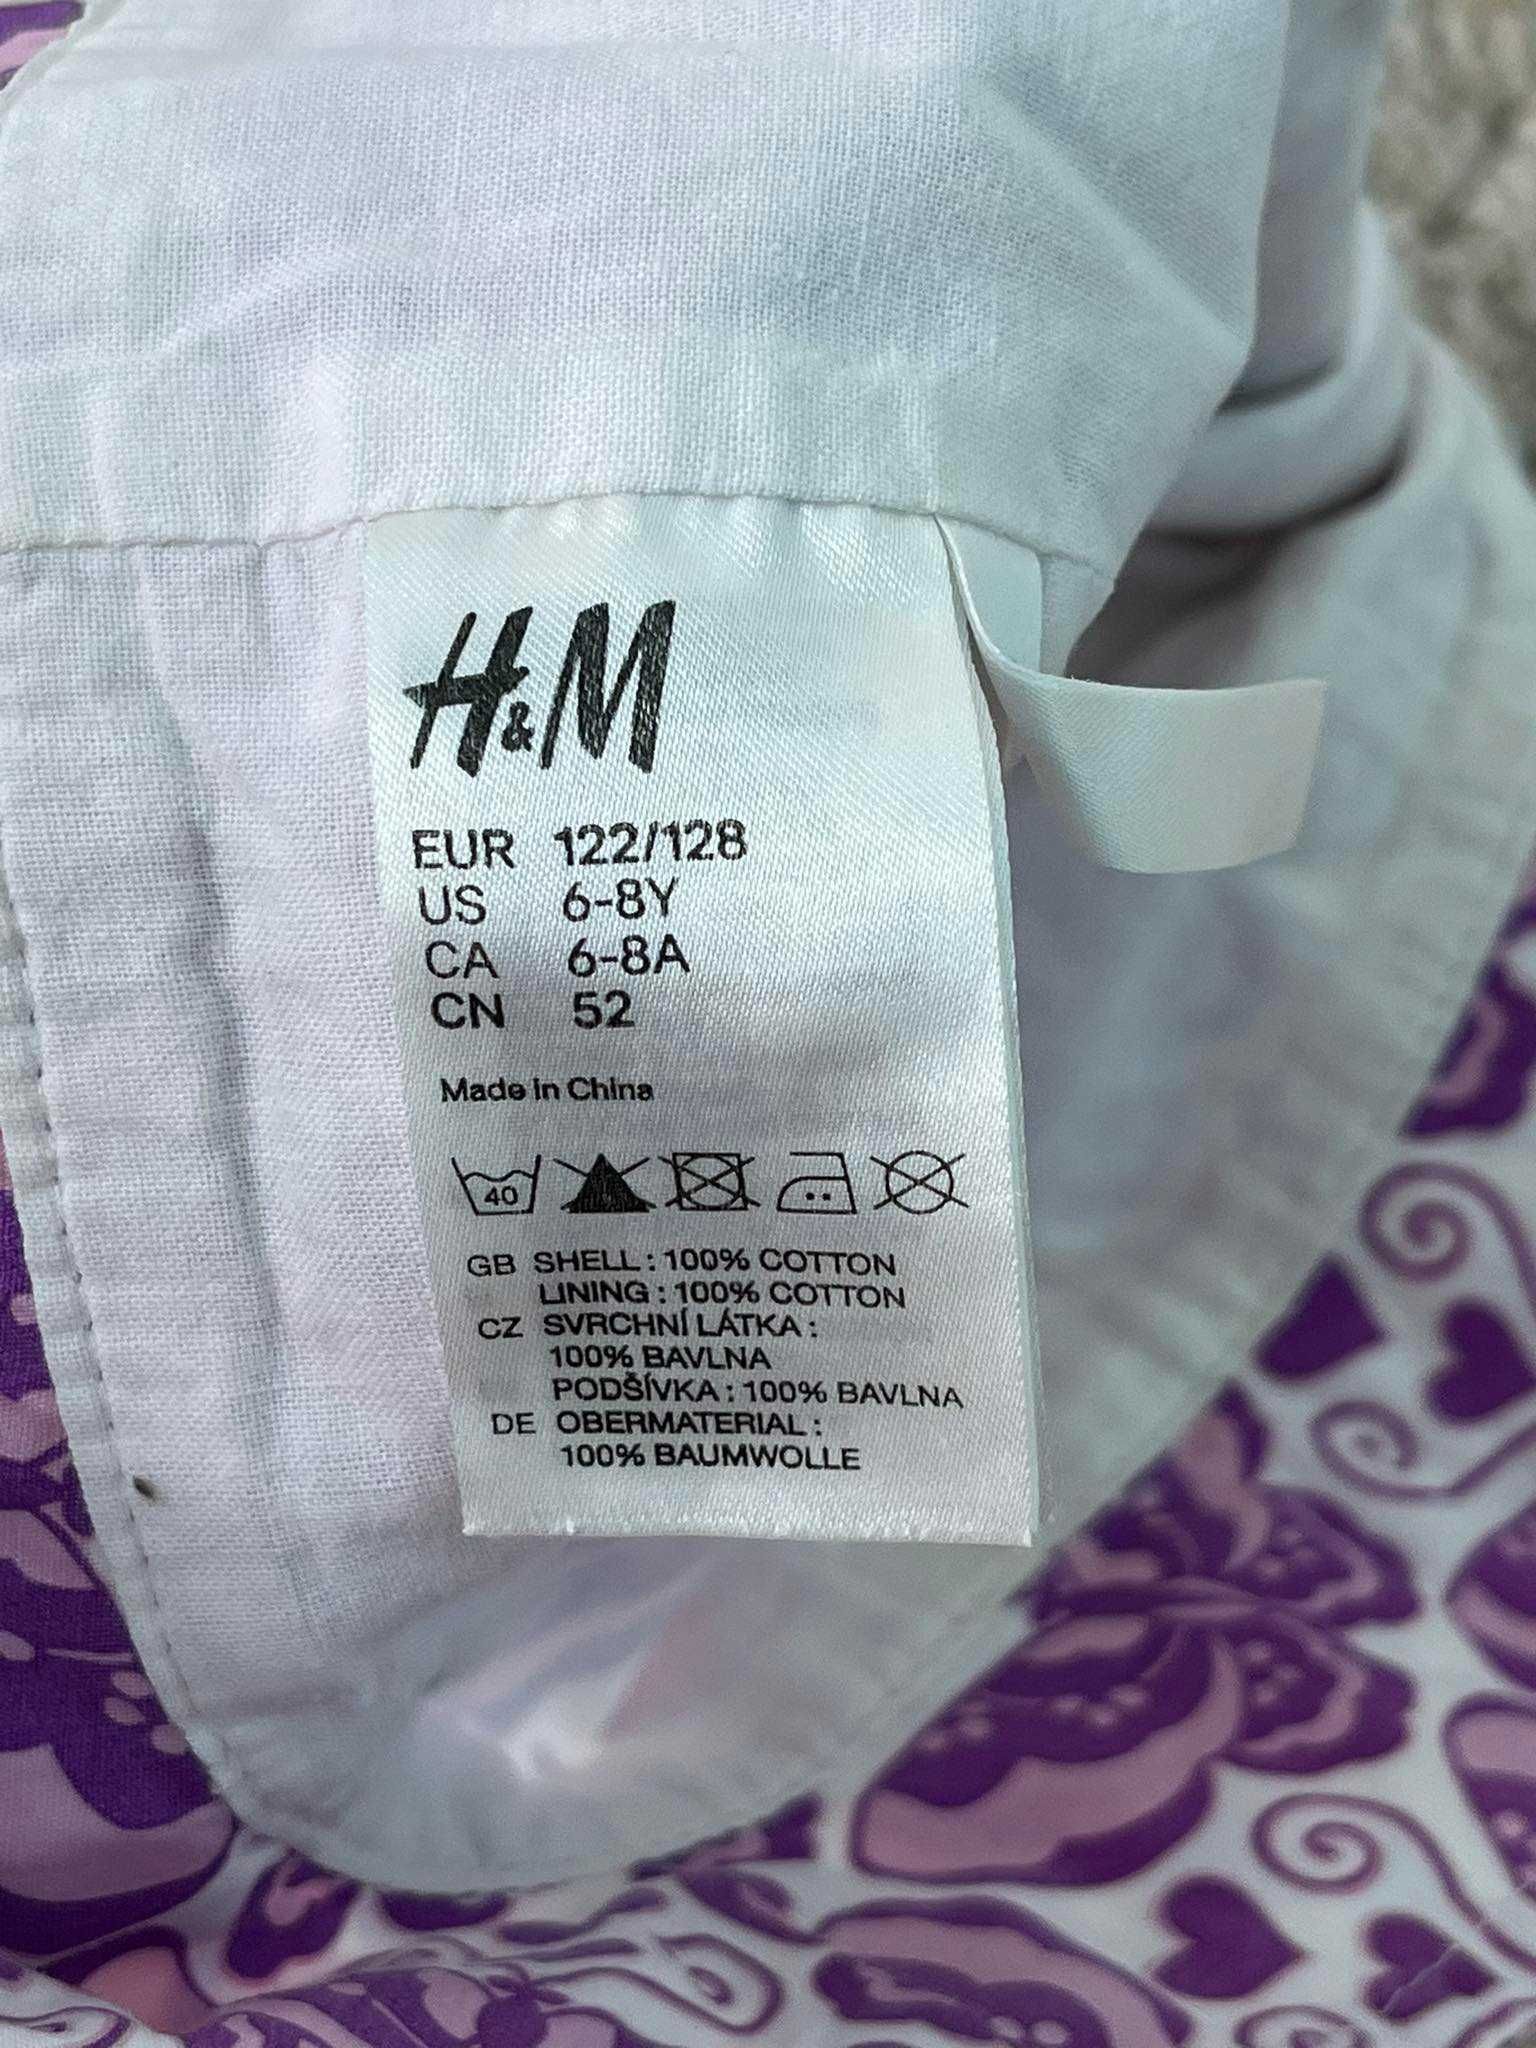 H&M
EUR 122/128
US 6-8Y
CA 6-8A
CN 52
Made in China
40
GB SHELL : 100% COTTON
LINING : 100% COTTON
CZ SVRCHNÍ LÁTKA :
100% BAVLNA
PODŠÍVKA : 100% BAVLNA
DE OBERMATERIAL :
100% BAUMWOLLE